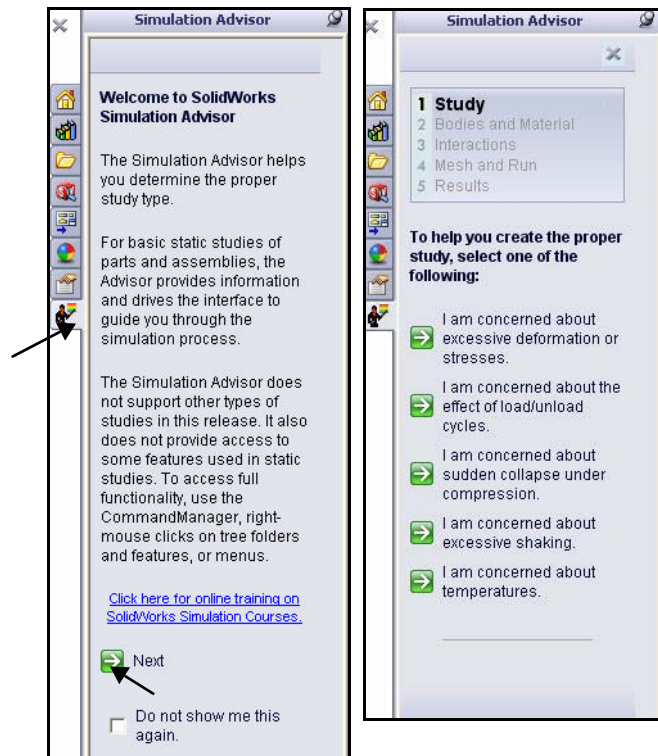 Simulation Advisor
Welcome to SolidWorks
Simulation Advisor
The Simulation Advisor helps
you determine the proper
study type.
For basic static studies of
parts and assemblies, the
Advisor provides information
and drives the interface to
guide you through the
simulation process.
The Simulation Advisor does
not support other types of
studies in this release. It also
does not provide access to
some features used in static
studies. To access full
functionality, use the
CommandManager, right-
mouse clicks on tree folders
and features, or menus.
Click here for online training on
SolidWorks Simulation Courses.
Next
Do not show me this
again.
Simulation Advisor
1 Study
2 Bodies and Material
3 Interactions
4 Mesh and Run
5 Results
To help you create the proper
study, select one of the
following:
I am concerned about
excessive deformation or
stresses.
I am concerned about the
effect of load/unload
cycles.
I am concerned about
sudden collapse under
compression.
I am concerned about
excessive shaking.
I am concerned about
temperatures.